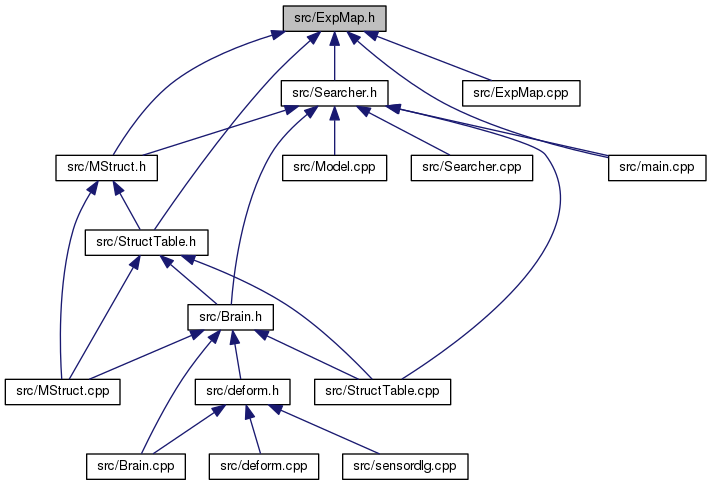 src/ExpMap.h
src/Searcher.h
src/ExpMap.cpp
src/MStruct.h
src/Model.cpp
src/Searcher.cpp
src/main.cpp
src/StructTable.h
src/Brain.h
src/MStruct.cpp
src/deform.h
src/StructTable.cpp
src/Brain.cpp
src/deform.cpp
src/sensordlg.cpp